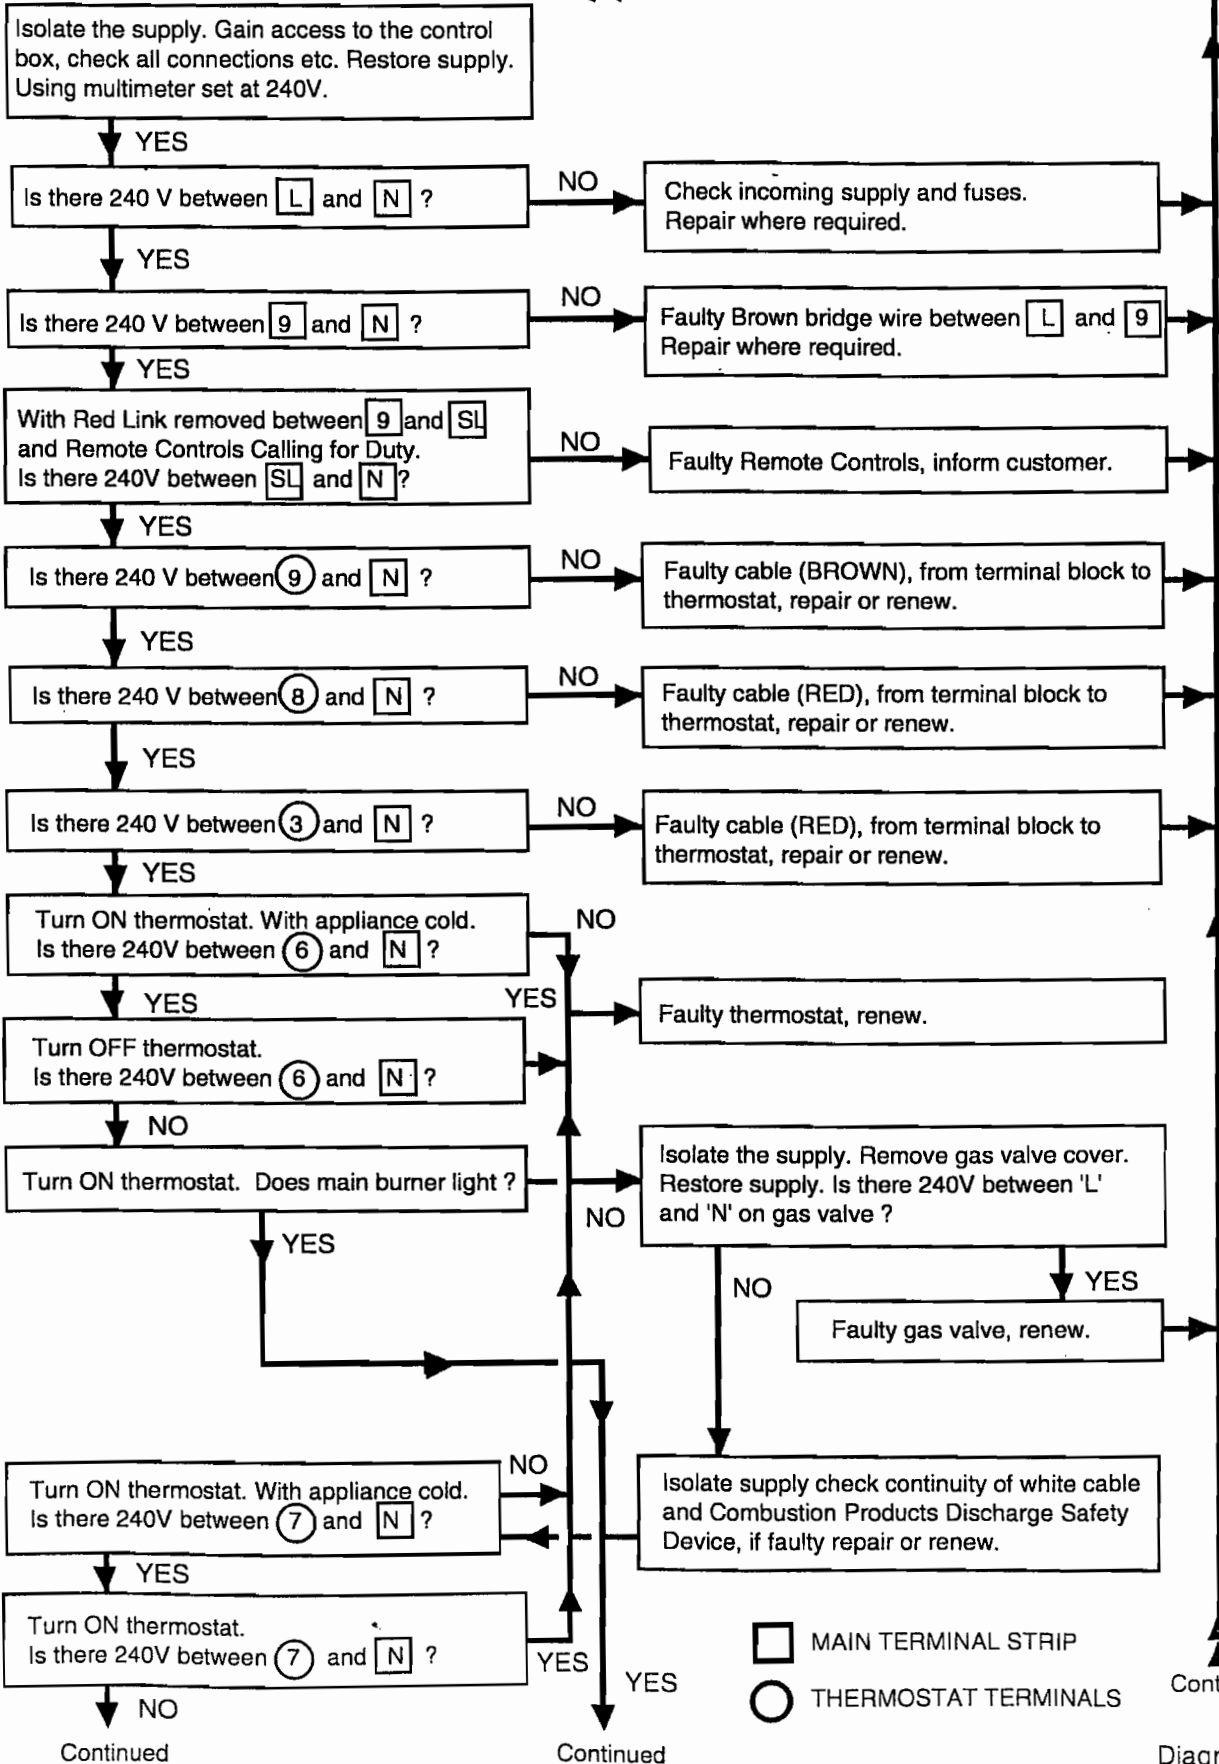 Isolate the supply. Gain access to the control
box, check all connections etc. Restore supply.
Using multimeter set at 240V.
YES
Is there 240 V between L and N ?
NO
Check incoming supply and fuses.
Repair where required.
YES
Is there 240 V between 9 and N ?
NO
Faulty Brown bridge wire between L and 9
Repair where required.
YES
With Red Link removed between 9 and SL
and Remote Controls Calling for Duty.
Is there 240V between SL and N ?
NO
Faulty Remote Controls, inform customer.
YES
Is there 240 V between 9 and N ?
NO
Faulty cable (BROWN), from terminal block to
thermostat, repair or renew.
YES
Is there 240 V between 8 and N ?
NO
Faulty cable (RED), from terminal block to
thermostat, repair or renew.
YES
Is there 240 V between 3 and N ?
NO
Faulty cable (RED), from terminal block to
thermostat, repair or renew.
YES
Turn ON thermostat. With appliance cold.
Is there 240V between 6 and N ?
NO
YES
YES
Faulty thermostat, renew.
Turn OFF thermostat.
Is there 240V between 6 and N ?
NO
Turn ON thermostat. Does main burner light ?
NO
Isolate the supply. Remove gas valve cover.
Restore supply. Is there 240V between 'L'
and 'N' on gas valve ?
YES
NO
YES
Faulty gas valve, renew.
Turn ON thermostat. With appliance cold.
Is there 240V between 7 and N ?
NO
Isolate supply check continuity of white cable
and Combustion Products Discharge Safety
Device, if faulty repair or renew.
YES
Turn ON thermostat.
Is there 240V between 7 and N ?
YES
YES
NO
MAIN TERMINAL STRIP
THERMOSTAT TERMINALS
Continued
Continued
Cont
Diagr